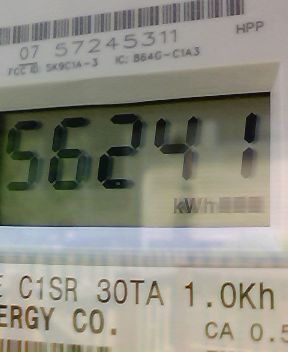 HPP
07 57245311
FCC ID: SK9C1A-3 IC: 864G-C1A3
56241
kWh
E C1SR 30TA 1.0Kh
ERGY CO.
CA 0.5